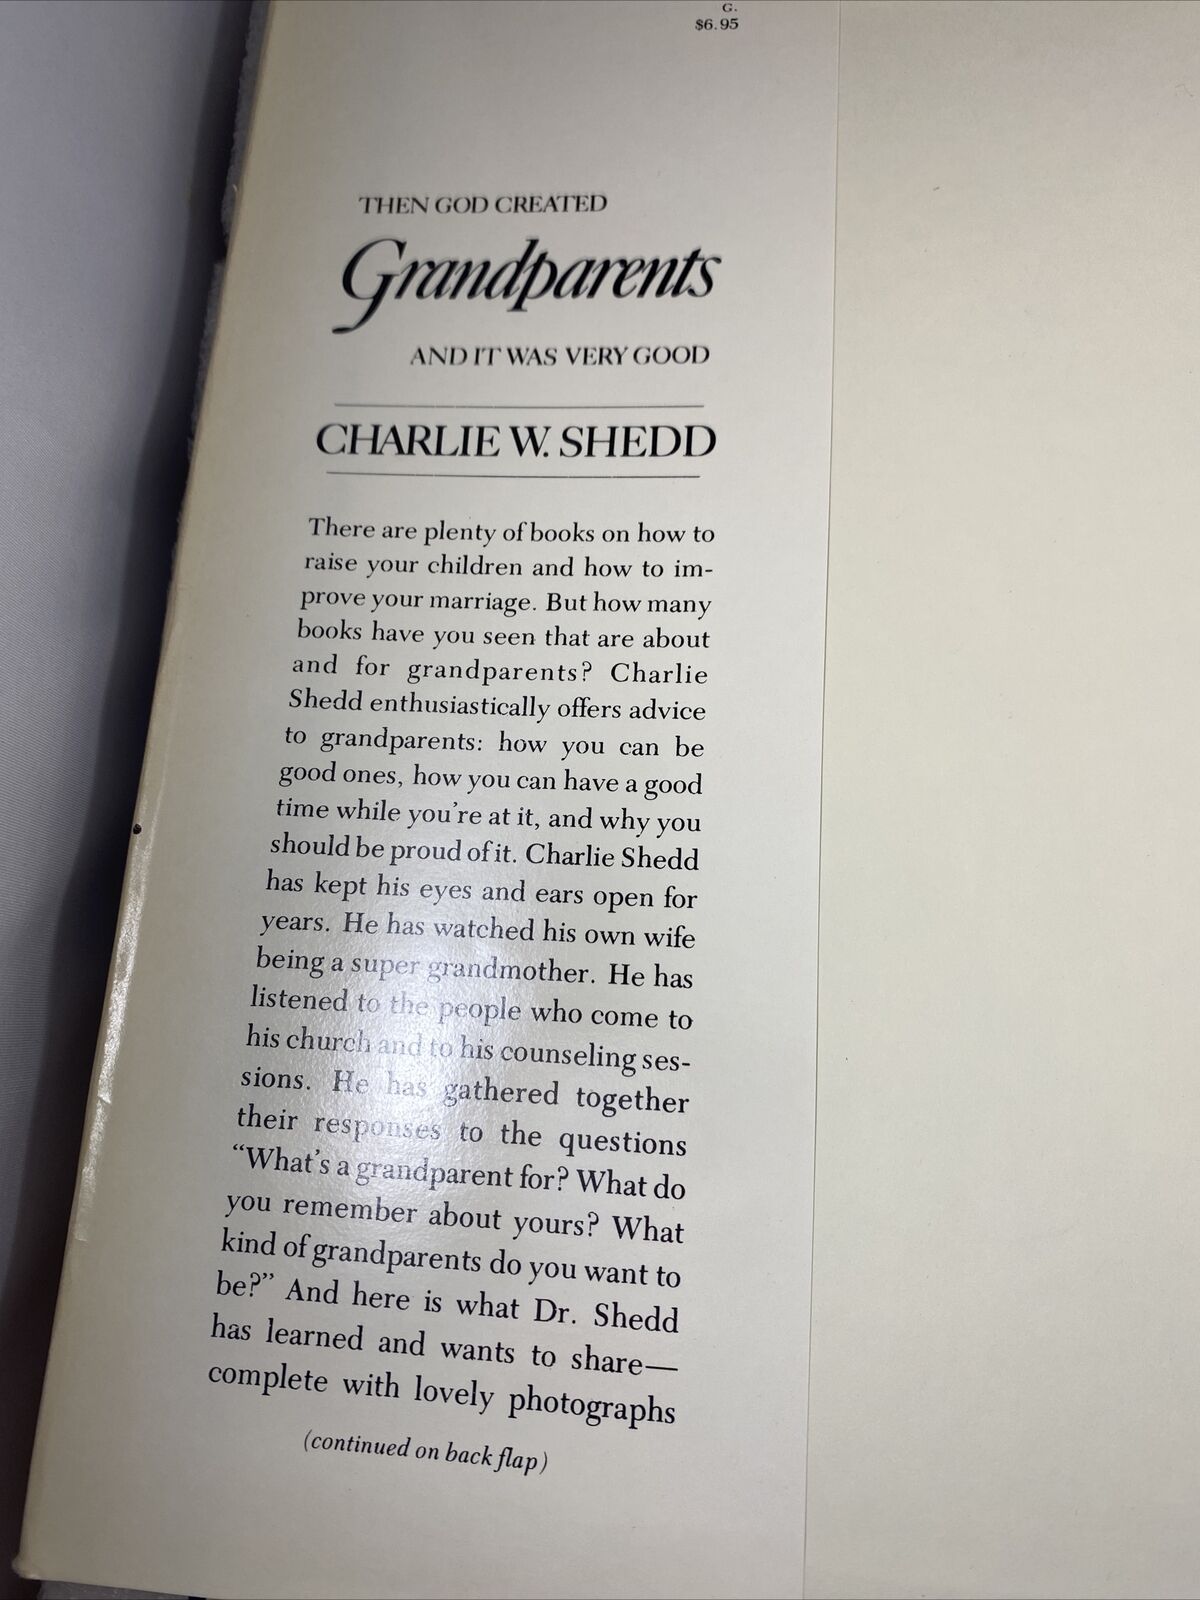 G.
$6.95
THEN GOD CREATED
Grandparents
AND IT WAS VERY GOOD
CHARLIE W. SHEDD
There are plenty of books on how to
raise your children and how to im-
prove your marriage. But how many
books have you seen that are about
and for grandparents? Charlie
Shedd enthusiastically offers advice
to grandparents: how you can be
good ones, how you can have a good
time while you're at it, and why you
should be proud of it. Charlie Shedd
has kept his eyes and ears open for
years. He has watched his own wife
being a super grandmother. He has
listened to the people who come to
his church and to his counseling ses-
sions. He has gathered together
their responses to the questions
“What's a grandparent for? What do
you remember about yours? What
kind of grandparents do you want to
be?” And here is what Dr. Shedd
has learned and wants to share—
complete with lovely photographs
(continued on back flap)